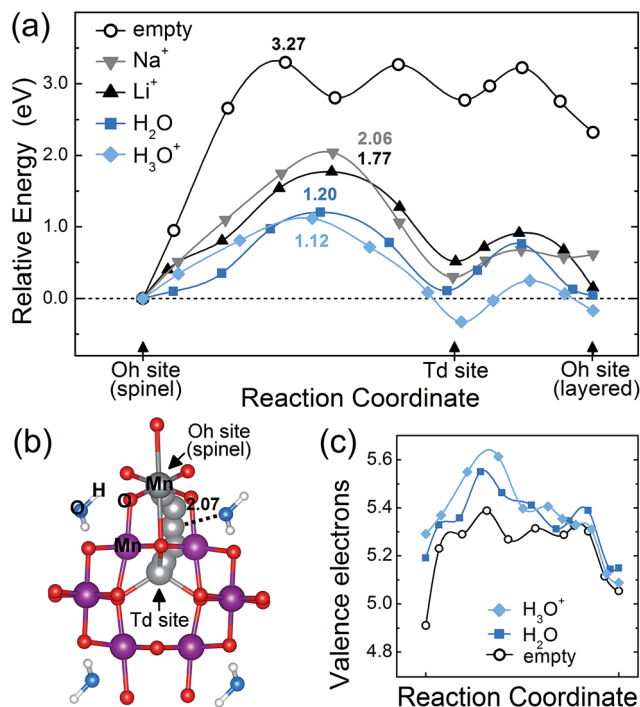 (a)
empty
Na⁺
Li⁺
H₂O
H₃O⁺
3.27
2.06
1.77
1.20
1.12
Relative Energy (eV)
3.0
2.0
1.0
0.0
Oh site
(spinel)
Td site
Oh site
(layered)
Reaction Coordinate
(b)
Oh site
(spinel)
Mn
H
O
O
2.07
Mn
Td site
(c)
Valence electrons
5.6
5.4
5.2
5.0
4.8
H₃O⁺
H₂O
empty
Reaction Coordinate